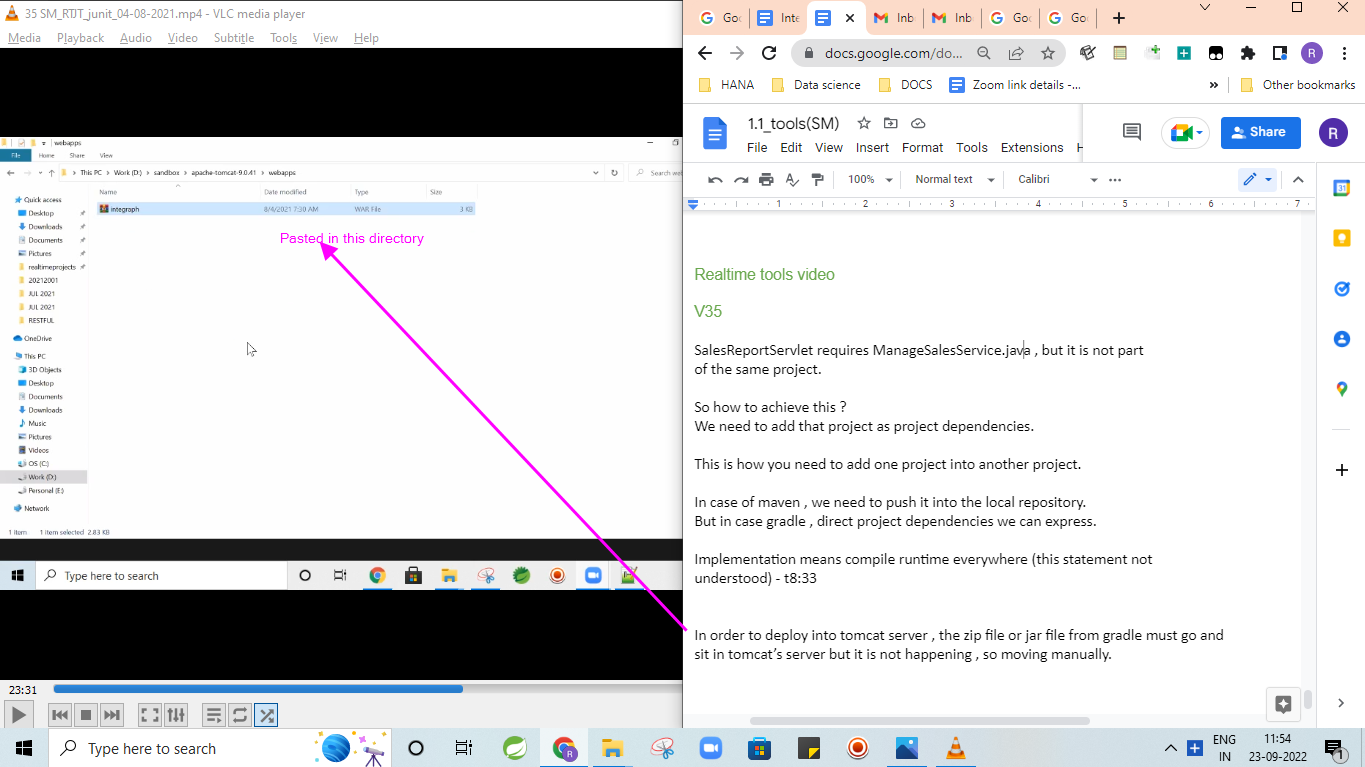 35 SM_RTJT_junit_04-08-2021.mp4 - VLC media player
Media Playback Audio Video Subtitle Tools View Help
webapps
File Home Share View
This PC > Work (D:) > sandbox > apache-tomcat-9.0.41 > webapps
Search we
Name Date modified Type Size
integraph 8/4/2021 7:30 AM WAR File 3 KB
Pasted in this directory
Quick access
Desktop
Downloads
Documents
Pictures
realtimeprojects
20212001
JUL 2021
JUL 2021
RESTFUL
OneDrive
This PC
3D Objects
Desktop
Documents
Downloads
Music
Pictures
Videos
OS (C:)
Work (D:)
Personal (E:)
Network
1 item 1 item selected 2.83 KB
Type here to search
23:31
Goo Inte Inb Inb Goo Goo
docs.google.com/do...
R
HANA Data science DOCS Zoom link details -... » Other bookmarks
1.1_tools(SM)
File Edit View Insert Format Tools Extensions H
Share
R
100% Normal text Calibri
1 2 3 4 5 6 7
31
Realtime tools video
V35
SalesReportServlet requires ManageSalesService.java , but it is not part
of the same project.
So how to achieve this ?
We need to add that project as project dependencies.
This is how you need to add one project into another project.
In case of maven , we need to push it into the local repository.
But in case gradle , direct project dependencies we can express.
Implementation means compile runtime everywhere (this statement not
understood) - t8:33
In order to deploy into tomcat server , the zip file or jar file from gradle must go and
sit in tomcat’s server but it is not happening , so moving manually.
Type here to search
R
ENG
IN
11:54
23-09-2022
1